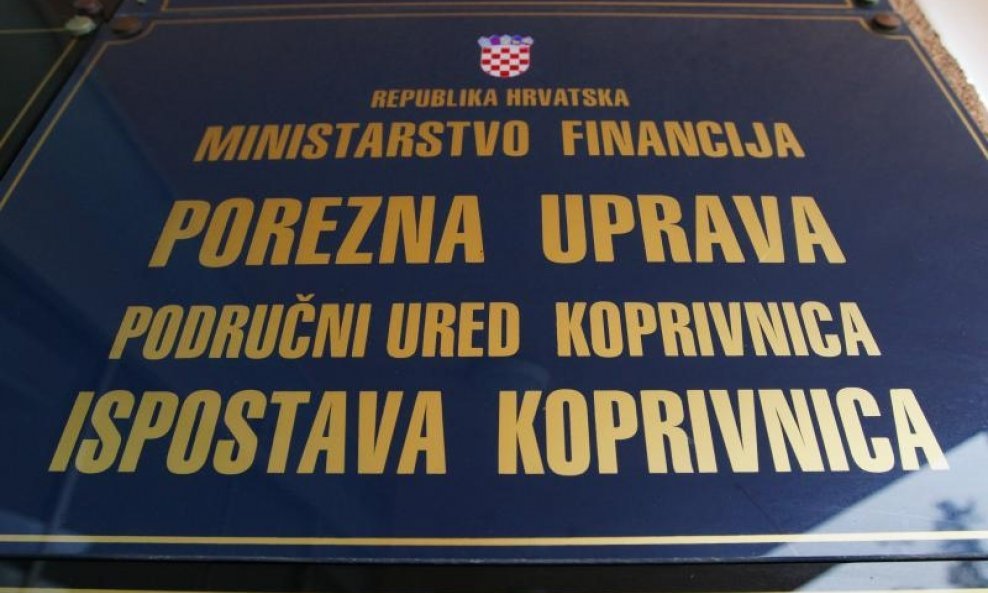 REPUBLIKA HRVATSKA
MINISTARSTVO FINANCIJA
POREZNA UPRAVA
PODRUČNI URED KOPRIVNICA
ISPOSTAVA KOPRIVNICA